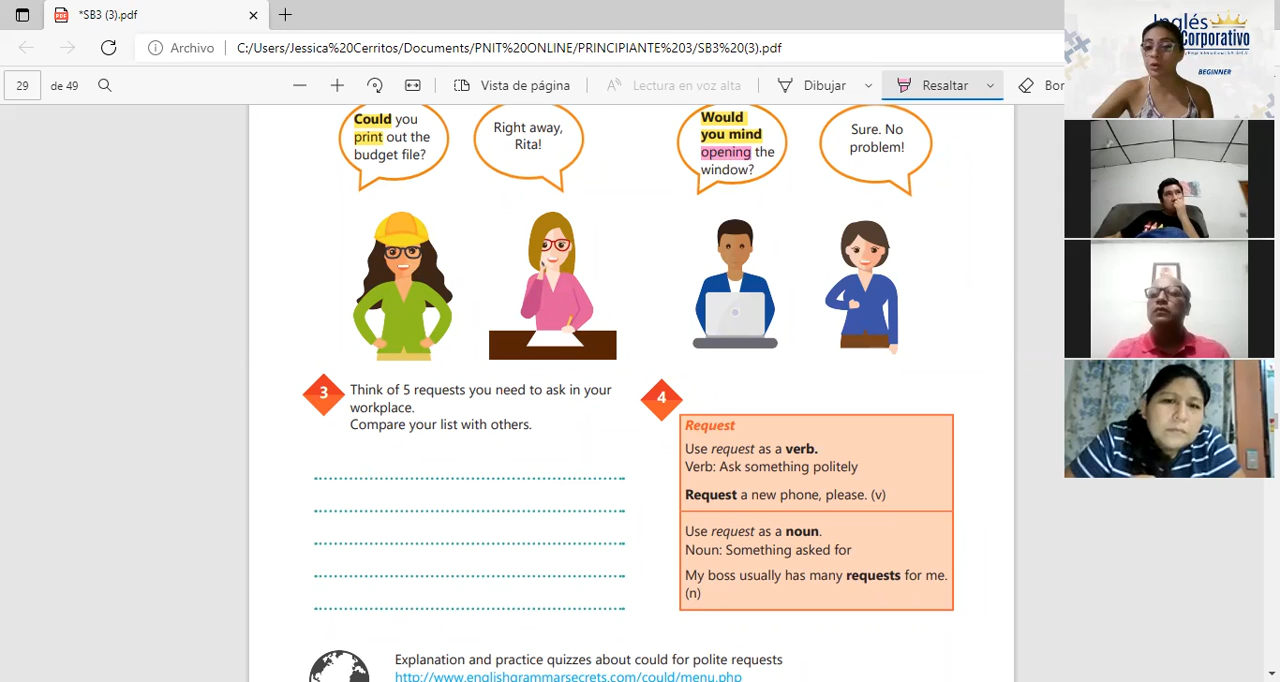 *SB3 (3).pdf
Archivo
C:/Users/Jessica%20Cerritos/Documents/PNIT%20ONLINE/PRINCIPIANTE%203/SB3%20(3).pdf
29 de 49
Vista de página
Lectura en voz alta
Dibujar
Resaltar
Bor
Inglés
Corporativo
BEGINNER
Could you
print out the
budget file?
Right away,
Rita!
Would
you mind
opening the
window?
Sure. No
problem!
3
Think of 5 requests you need to ask in your
workplace.
Compare your list with others.
4
Request
Use request as a verb.
Verb: Ask something politely
Request a new phone, please. (v)
Use request as a noun.
Noun: Something asked for
My boss usually has many requests for me.
(n)
Explanation and practice quizzes about could for polite requests
http://www.englishgrammarsecrets.com/could/menu.php